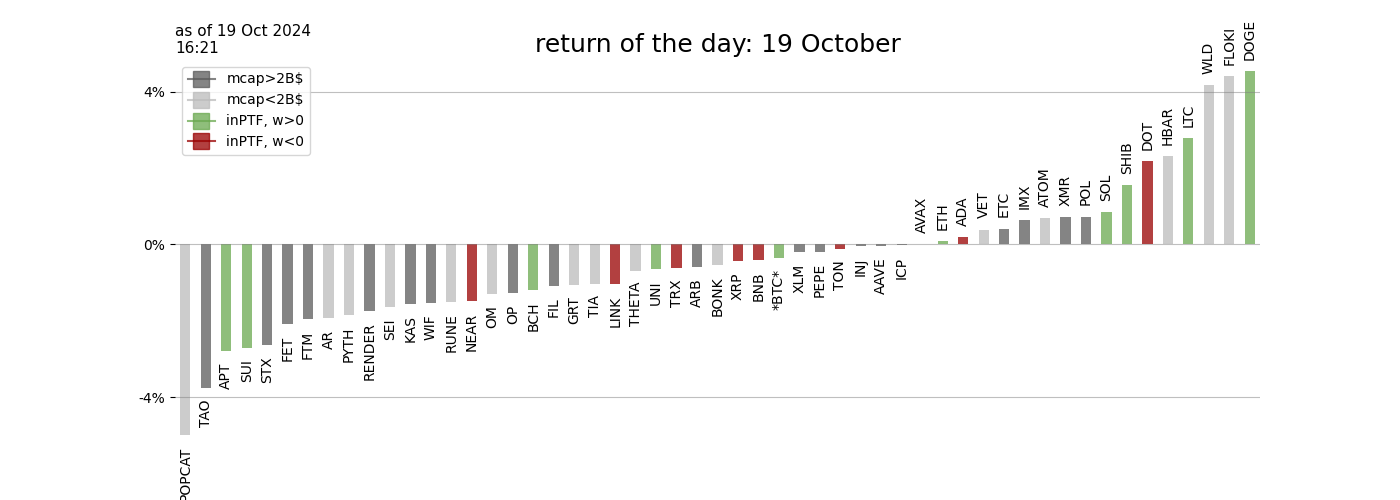 as of 19 Oct 2024
16:21
return of the day: 19 October
mcap>2B$
mcap<2B$
inPTF, w>0
inPTF, w<0
4%
0%
-4%
POPCAT
TAO
APT
SUI
STX
FET
FTM
AR
PYTH
RENDER
SEI
KAS
WIF
RUNE
NEAR
OM
OP
BCH
FIL
GRT
TIA
LINK
THETA
UNI
TRX
ARB
BONK
XRP
BNB
*BTC*
XLM
PEPE
TON
INJ
AAVE
ICP
AVAX
ETH
ADA
VET
ETC
IMX
ATOM
XMR
POL
SOL
SHIB
DOT
HBAR
LTC
WLD
FLOKI
DOGE